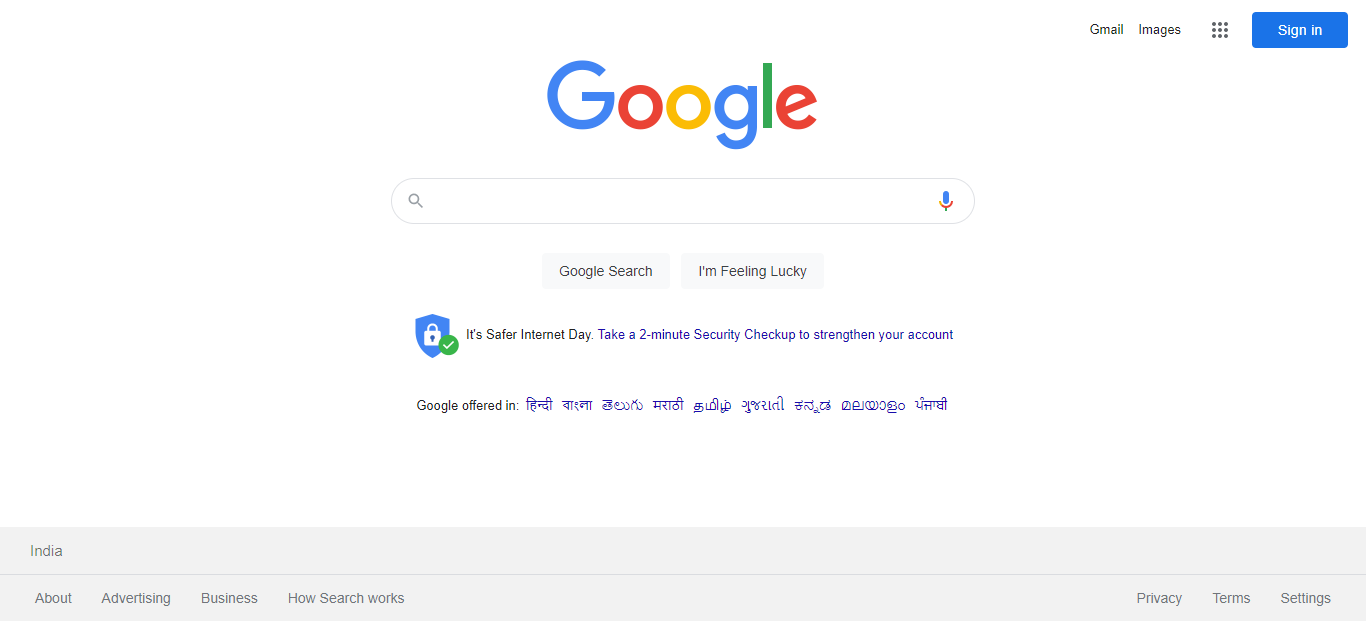 Gmail Images Sign in
Google
Google Search I'm Feeling Lucky
It's Safer Internet Day. Take a 2-minute Security Checkup to strengthen your account
Google offered in: हिन्दी বাংলা తెలుగు मराठी தமிழ் ગુજરાતી ಕನ್ನಡ മലയാളം ਪੰਜਾਬੀ
India
About Advertising Business How Search works Privacy Terms Settings